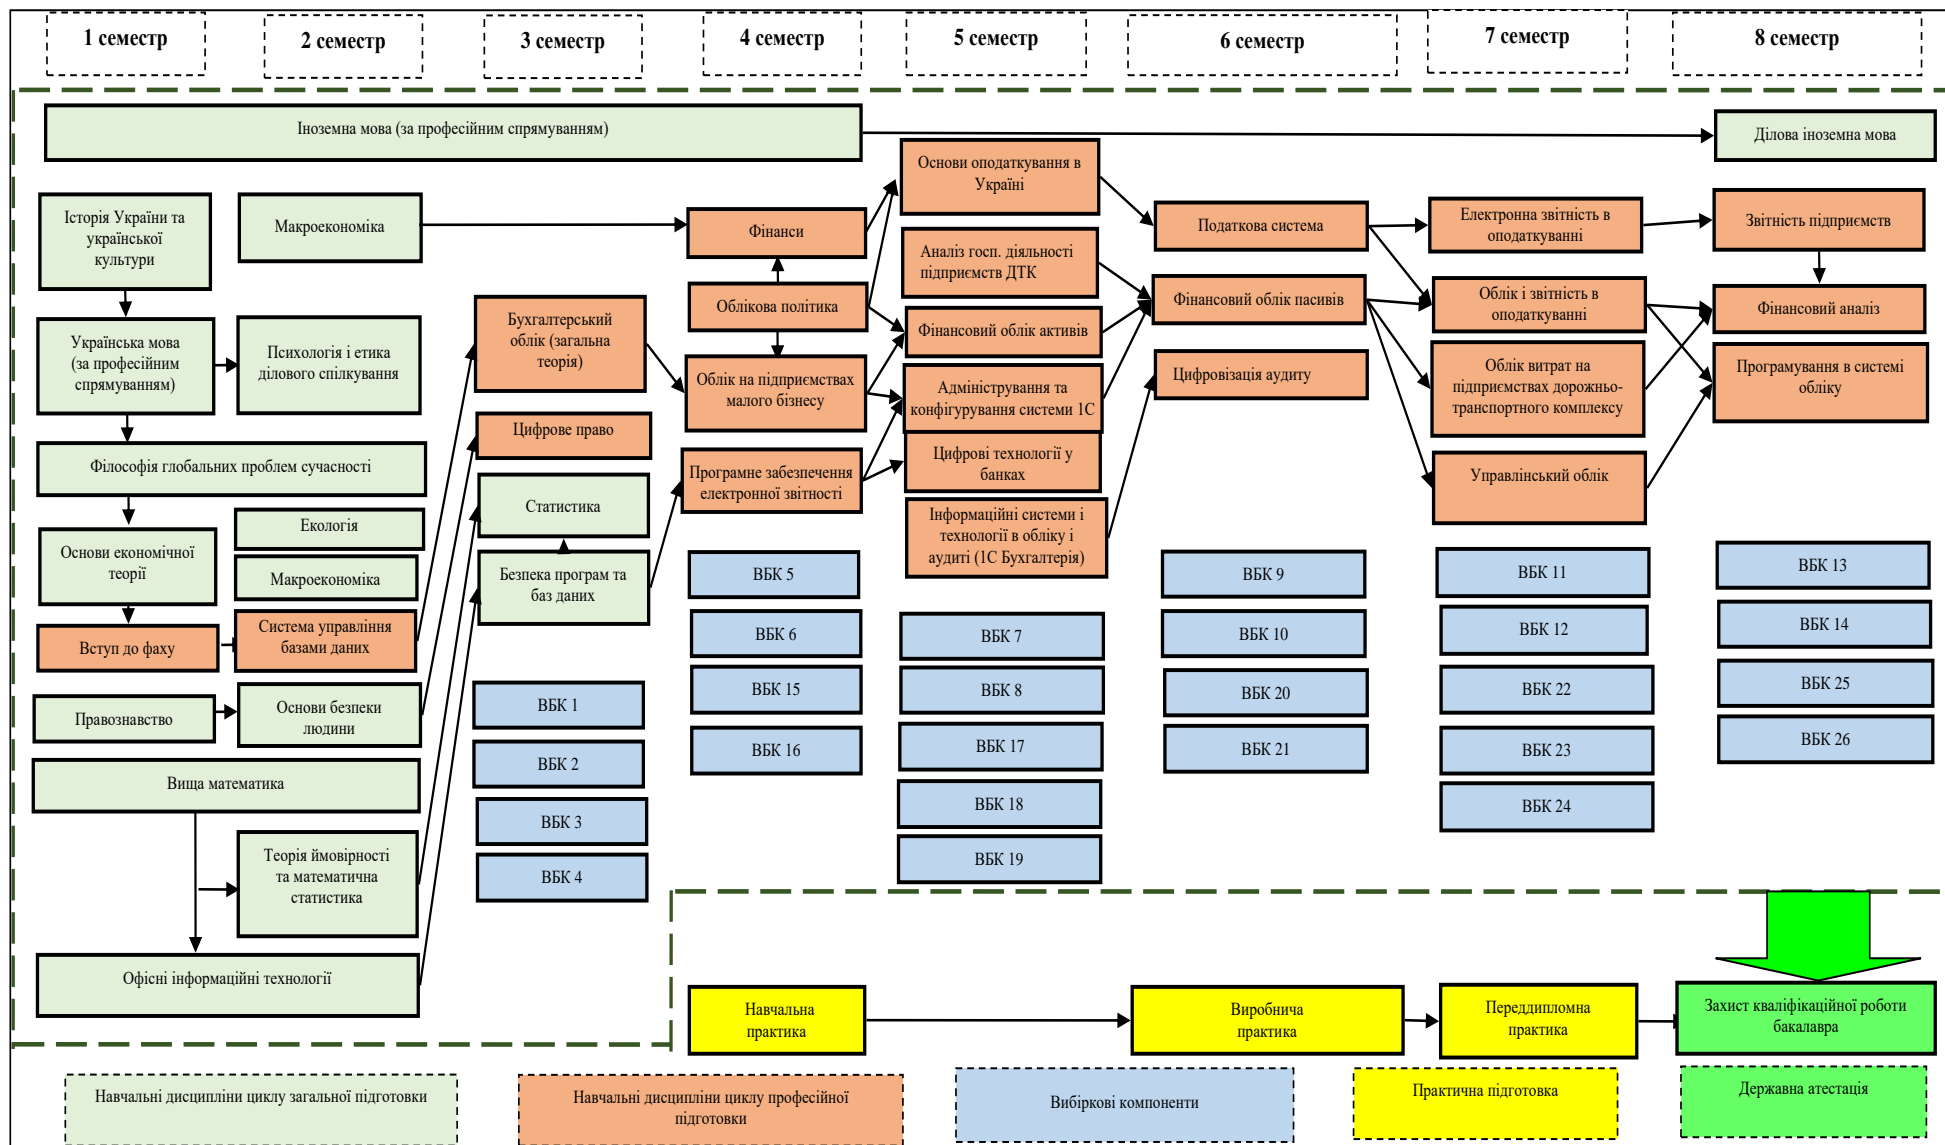 1 семестр
2 семестр
3 семестр
4 семестр
5 семестр
6 семестр
7 семестр
8 семестр
Іноземна мова (за професійним спрямуванням)
Ділова іноземна мова
Історія України та
української
культури
Українська мова
(за професійним
спрямуванням)
Філософія глобальних проблем сучасності
Основи економічної
теорії
Вступ до фаху
Правознавство
Вища математика
Офісні інформаційні технології
Макроекономіка
Психологія і етика
ділового спілкування
Екологія
Макроекономіка
Система управління
базами даних
Основи безпеки
людини
Теорія ймовірності
та математична
статистика
Бухгалтерський
облік (загальна
теорія)
Цифрове право
Статистика
Безпека програм та
баз даних
ВБК 1
ВБК 2
ВБК 3
ВБК 4
Фінанси
Облікова політика
Облік на підприємствах
малого бізнесу
Програмне забезпечення
електронної звітності
ВБК 5
ВБК 6
ВБК 15
ВБК 16
Основи оподаткування в
Україні
Аналіз госп. діяльності
підприємств ДТК
Фінансовий облік активів
Адміністрування та
конфігурування системи 1С
Цифрові технології у
банках
Інформаційні системи і
технології в обліку і
аудиті (1С Бухгалтерія)
ВБК 7
ВБК 8
ВБК 17
ВБК 18
ВБК 19
Податкова система
Фінансовий облік пасивів
Цифровізація аудиту
ВБК 9
ВБК 10
ВБК 20
ВБК 21
Електронна звітність в
оподаткуванні
Облік і звітність в
оподаткуванні
Облік витрат на
підприємствах дорожньо-
транспортного комплексу
Управлінський облік
ВБК 11
ВБК 12
ВБК 22
ВБК 23
ВБК 24
Звітність підприємств
Фінансовий аналіз
Програмування в системі
обліку
ВБК 13
ВБК 14
ВБК 25
ВБК 26
Навчальна
практика
Виробнича
практика
Переддипломна
практика
Захист кваліфікаційної роботи
бакалавра
Навчальні дисципліни циклу загальної підготовки
Навчальні дисципліни циклу професійної
підготовки
Вибіркові компоненти
Практична підготовка
Державна атестація